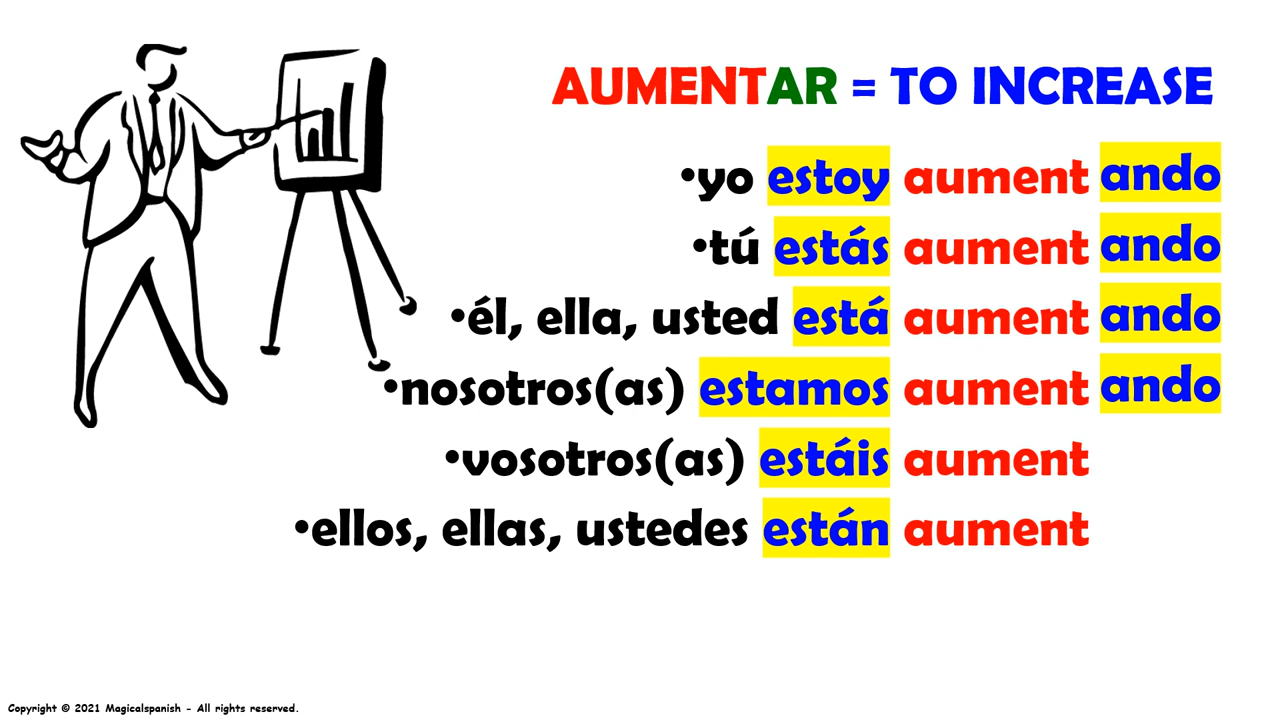 AUMENTAR = TO INCREASE
•yo estoy aument ando
•tú estás aument ando
•él, ella, usted está aument ando
•nosotros(as) estamos aument ando
•vosotros(as) estáis aument
•ellos, ellas, ustedes están aument
Copyright © 2021 Magicalspanish - All rights reserved.